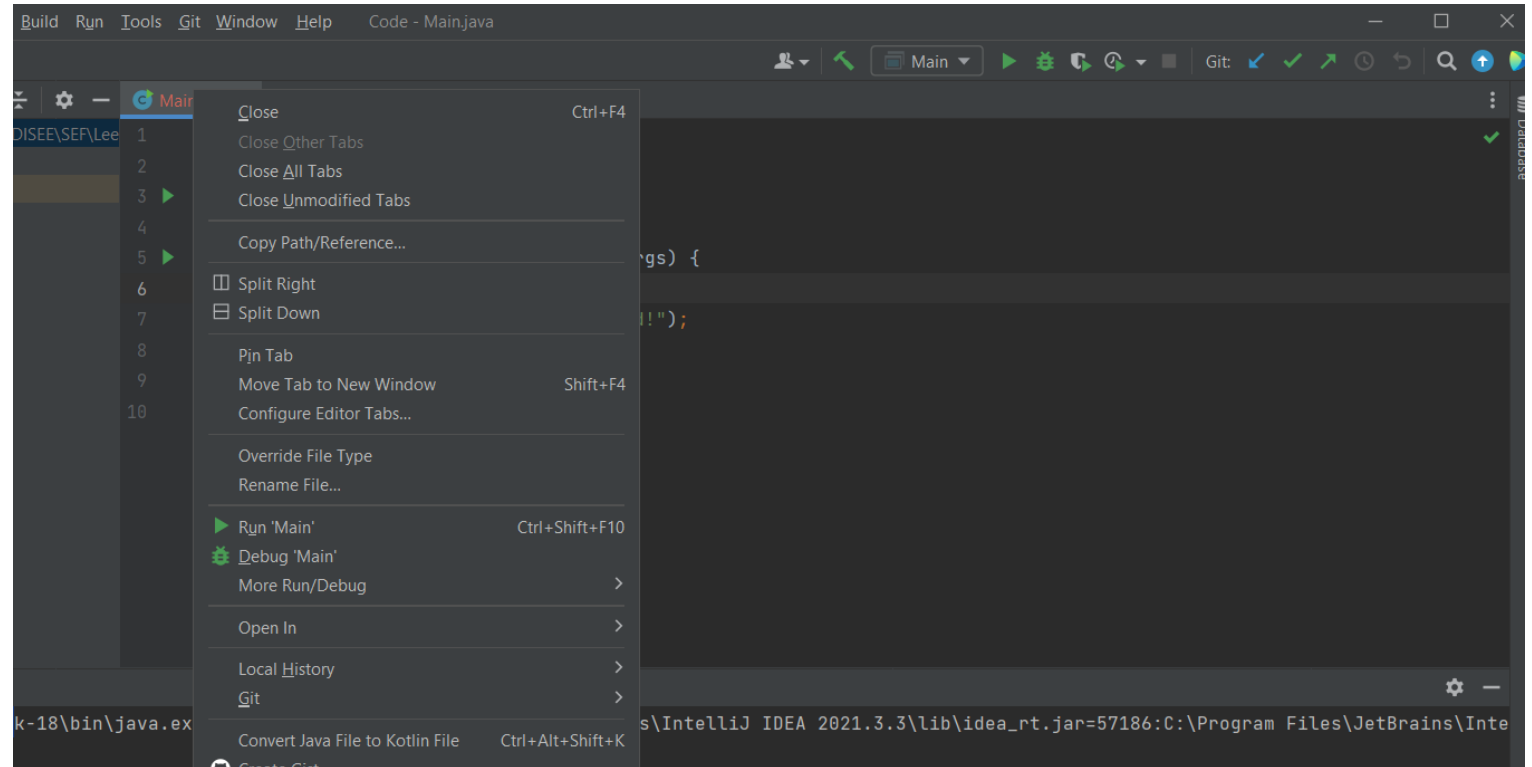 Build Run Tools Git Window Help Code - Main.java
Main Git:
Main
DISEE\SEF\Lee
1
2
3
4
5 rgs) {
6
7 d!");
8
9
10
Close Ctrl+F4
Close Other Tabs
Close All Tabs
Close Unmodified Tabs
Copy Path/Reference...
Split Right
Split Down
Pin Tab
Move Tab to New Window Shift+F4
Configure Editor Tabs...
Override File Type
Rename File...
Run 'Main' Ctrl+Shift+F10
Debug 'Main'
More Run/Debug
Open In
Local History
Git
Convert Java File to Kotlin File Ctrl+Alt+Shift+K
Create Gist
Database
k-18\bin\java.ex s\IntelliJ IDEA 2021.3.3\lib\idea_rt.jar=57186:C:\Program Files\JetBrains\Inte